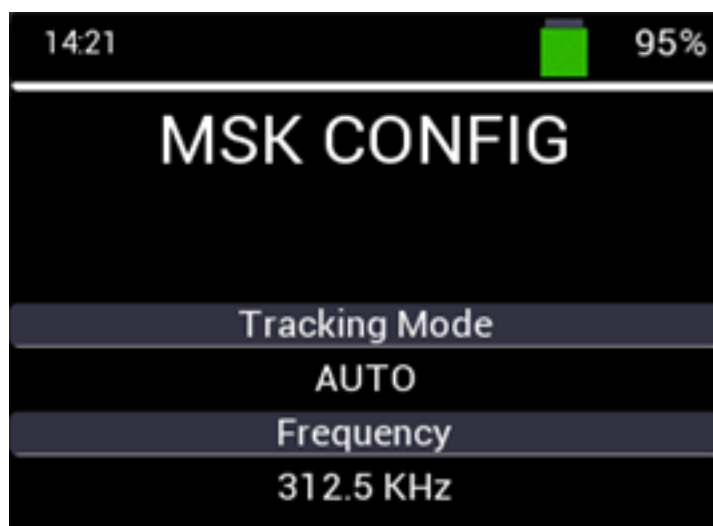 14:21 95%
MSK CONFIG
Tracking Mode
AUTO
Frequency
312.5 KHz